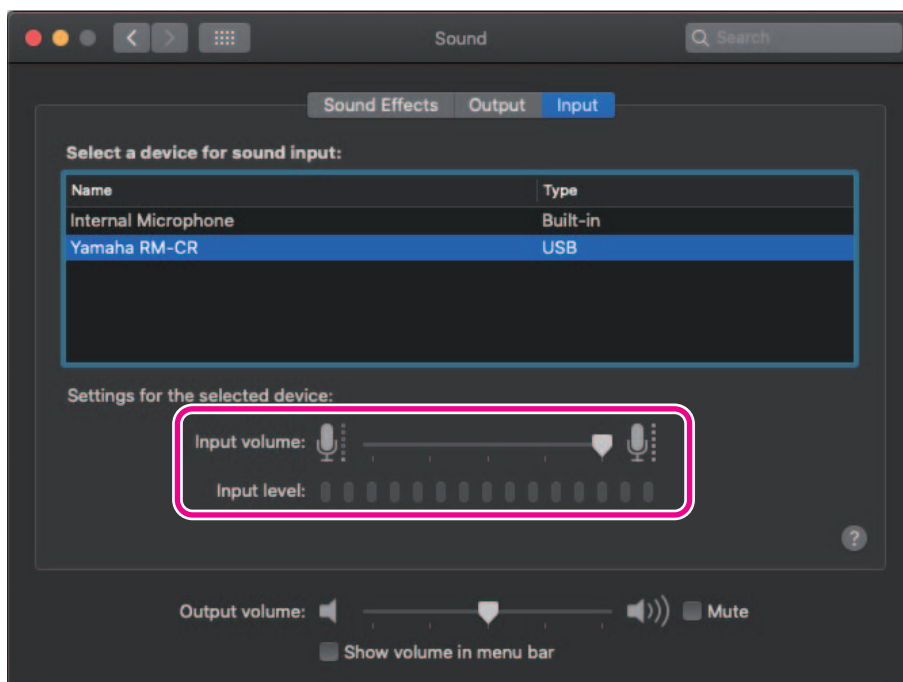 Sound
Search
Sound Effects Output Input
Select a device for sound input:
Name Type
Internal Microphone Built-in
Yamaha RM-CR USB
Settings for the selected device:
Input volume:
Input level:
?
Output volume: Mute
Show volume in menu bar